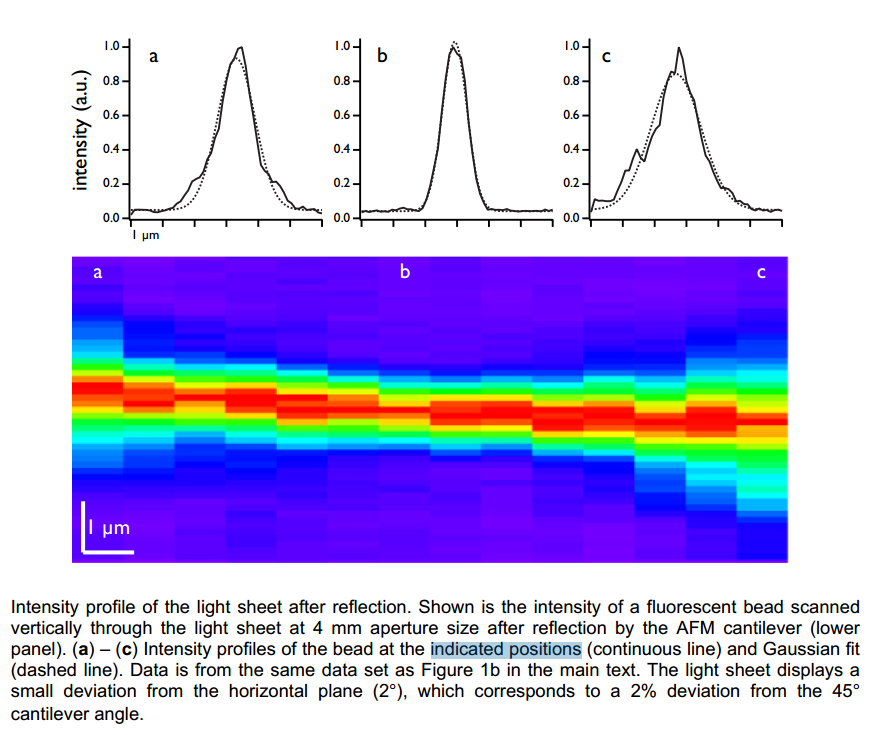 a
b
c
intensity (a.u.)
1.0
0.8
0.6
0.4
0.2
0.0
1 μm
1.0
0.8
0.6
0.4
0.2
0.0
1.0
0.8
0.6
0.4
0.2
0.0
a
b
c
1 μm
Intensity profile of the light sheet after reflection. Shown is the intensity of a fluorescent bead scanned
vertically through the light sheet at 4 mm aperture size after reflection by the AFM cantilever (lower
panel). (a) – (c) Intensity profiles of the bead at the indicated positions (continuous line) and Gaussian fit
(dashed line). Data is from the same data set as Figure 1b in the main text. The light sheet displays a
small deviation from the horizontal plane (2°), which corresponds to a 2% deviation from the 45°
cantilever angle.